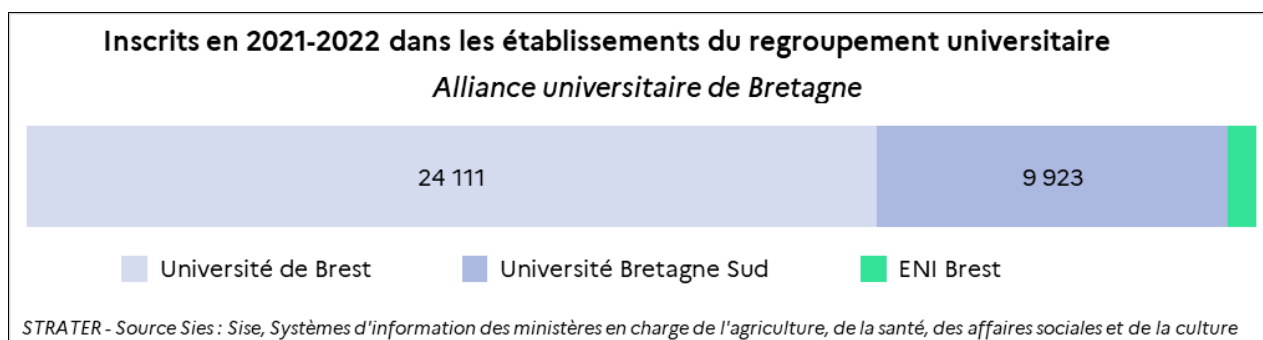 Inscrits en 2021-2022 dans les établissements du regroupement universitaire
Alliance universitaire de Bretagne
24 111 9 923
Université de Brest Université Bretagne Sud ENI Brest
STRATER - Source Sies : Sise, Systèmes d'information des ministères en charge de l'agriculture, de la santé, des affaires sociales et de la culture